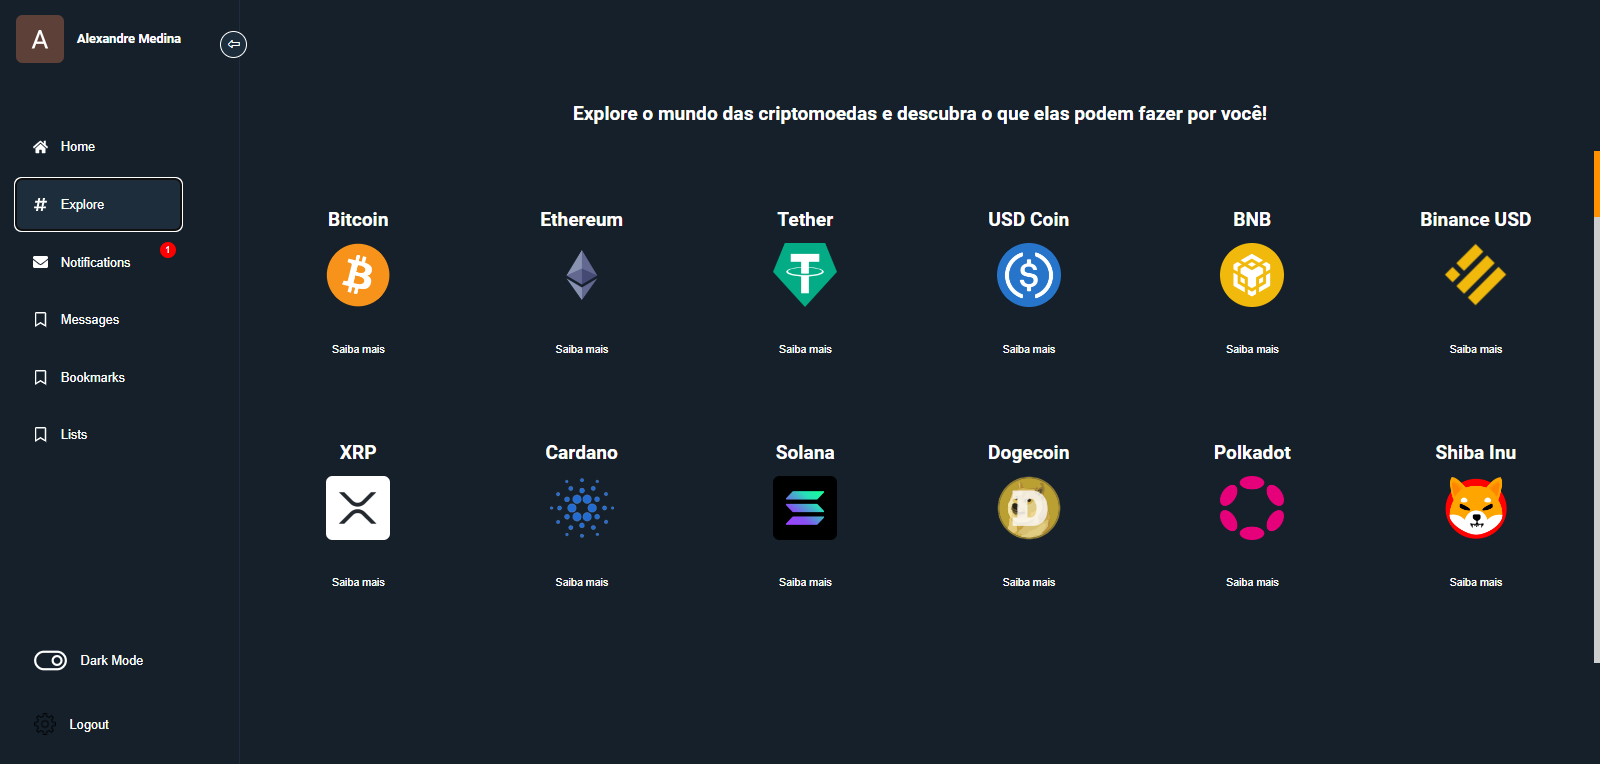 A
Alexandre Medina
Home
Explore
Notifications
1
Messages
Bookmarks
Lists
Dark Mode
Logout
Explore o mundo das criptomoedas e descubra o que elas podem fazer por você!
Bitcoin
Ethereum
Tether
USD Coin
BNB
Binance USD
Saiba mais
Saiba mais
Saiba mais
Saiba mais
Saiba mais
Saiba mais
XRP
Cardano
Solana
Dogecoin
Polkadot
Shiba Inu
Saiba mais
Saiba mais
Saiba mais
Saiba mais
Saiba mais
Saiba mais